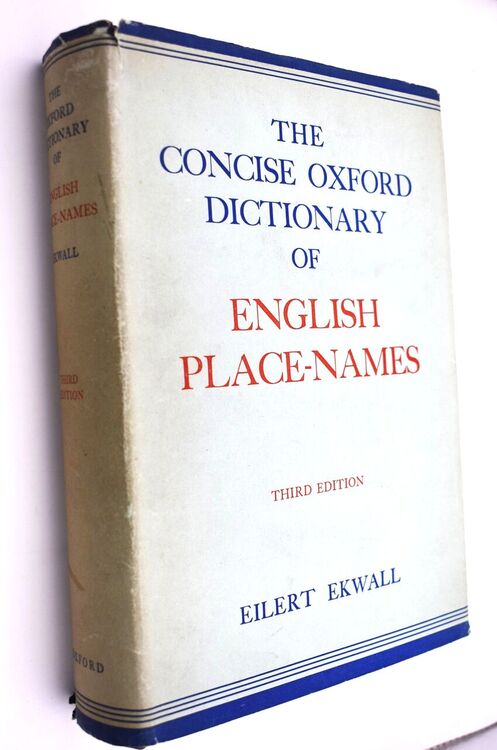 THE
CONCISE OXFORD
DICTIONARY
OF
ENGLISH
PLACE-NAMES
THIRD EDITION
EILERT EKWALL
THE
OXFORD
DICTIONARY
OF
ENGLISH
PLACE-NAMES
EKWALL
THIRD
EDITION
OXFORD